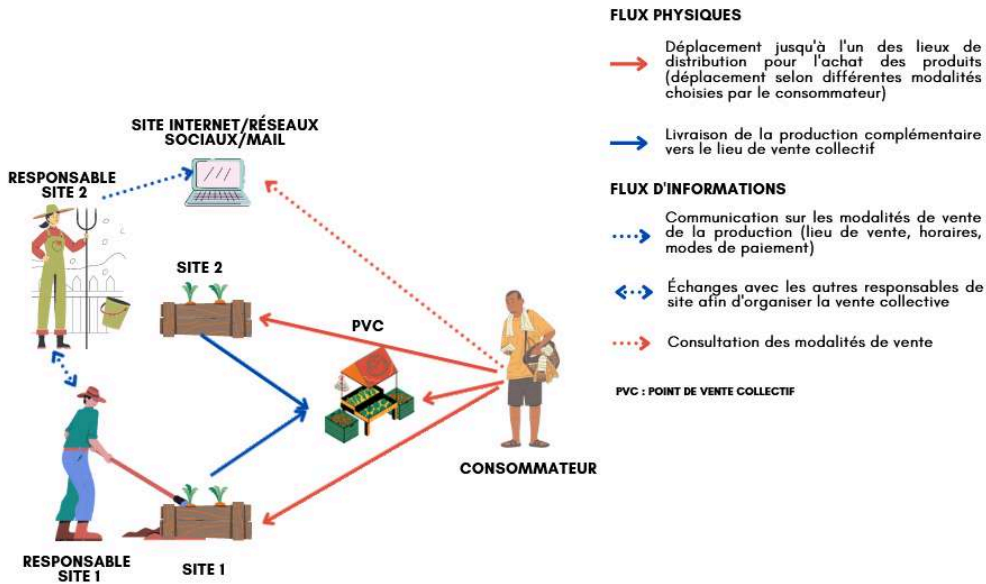 SITE INTERNET/RÉSEAUX
SOCIAUX/MAIL
RESPONSABLE
SITE 2
SITE 2
PVC
CONSOMMATEUR
RESPONSABLE
SITE 1
SITE 1
FLUX PHYSIQUES
Déplacement jusqu'à l'un des lieux de
distribution pour l'achat des produits
(déplacement selon différentes modalités
choisies par le consommateur)
Livraison de la production complémentaire
vers le lieu de vente collectif
FLUX D'INFORMATIONS
Communication sur les modalités de vente
de la production (lieu de vente, horaires,
modes de paiement)
Échanges avec les autres responsables de
site afin d'organiser la vente collective
Consultation des modalités de vente
PVC : POINT DE VENTE COLLECTIF